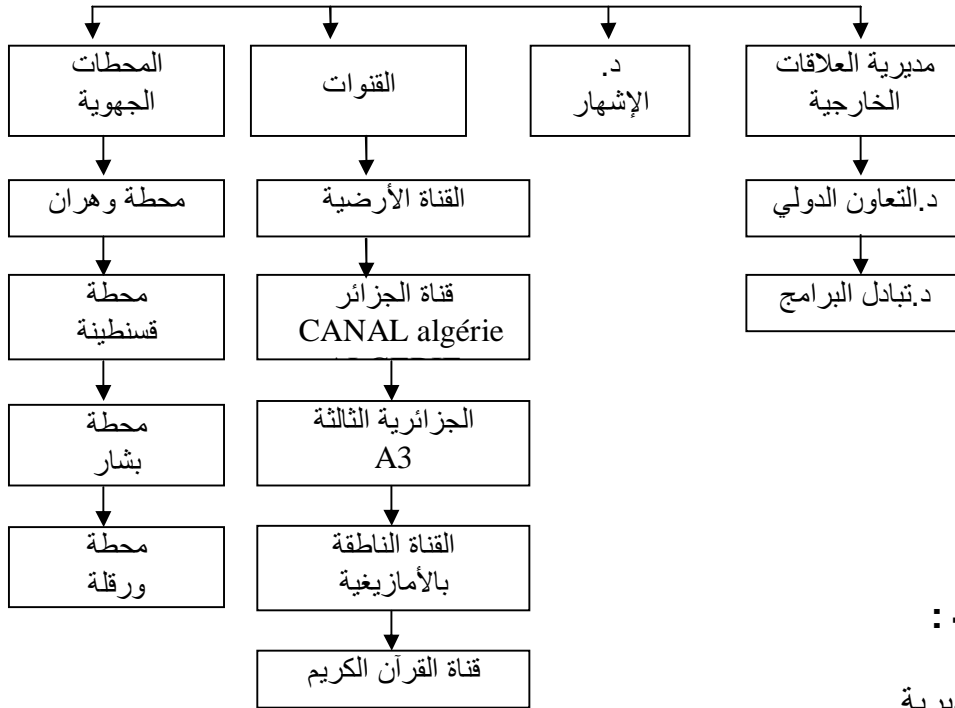 مديرية العلاقات
الخارجية
د.التعاون الدولي
د.تبادل البرامج
د.
الإشهار
القنوات
القناة الأرضية
قناة الجزائر
CANAL algérie
الجزائرية الثالثة
A3
القناة الناطقة
بالأمازيغية
قناة القرآن الكريم
المحطات
الجهوية
محطة وهران
محطة
قسنطينة
محطة
بشار
محطة
ورقلة
: